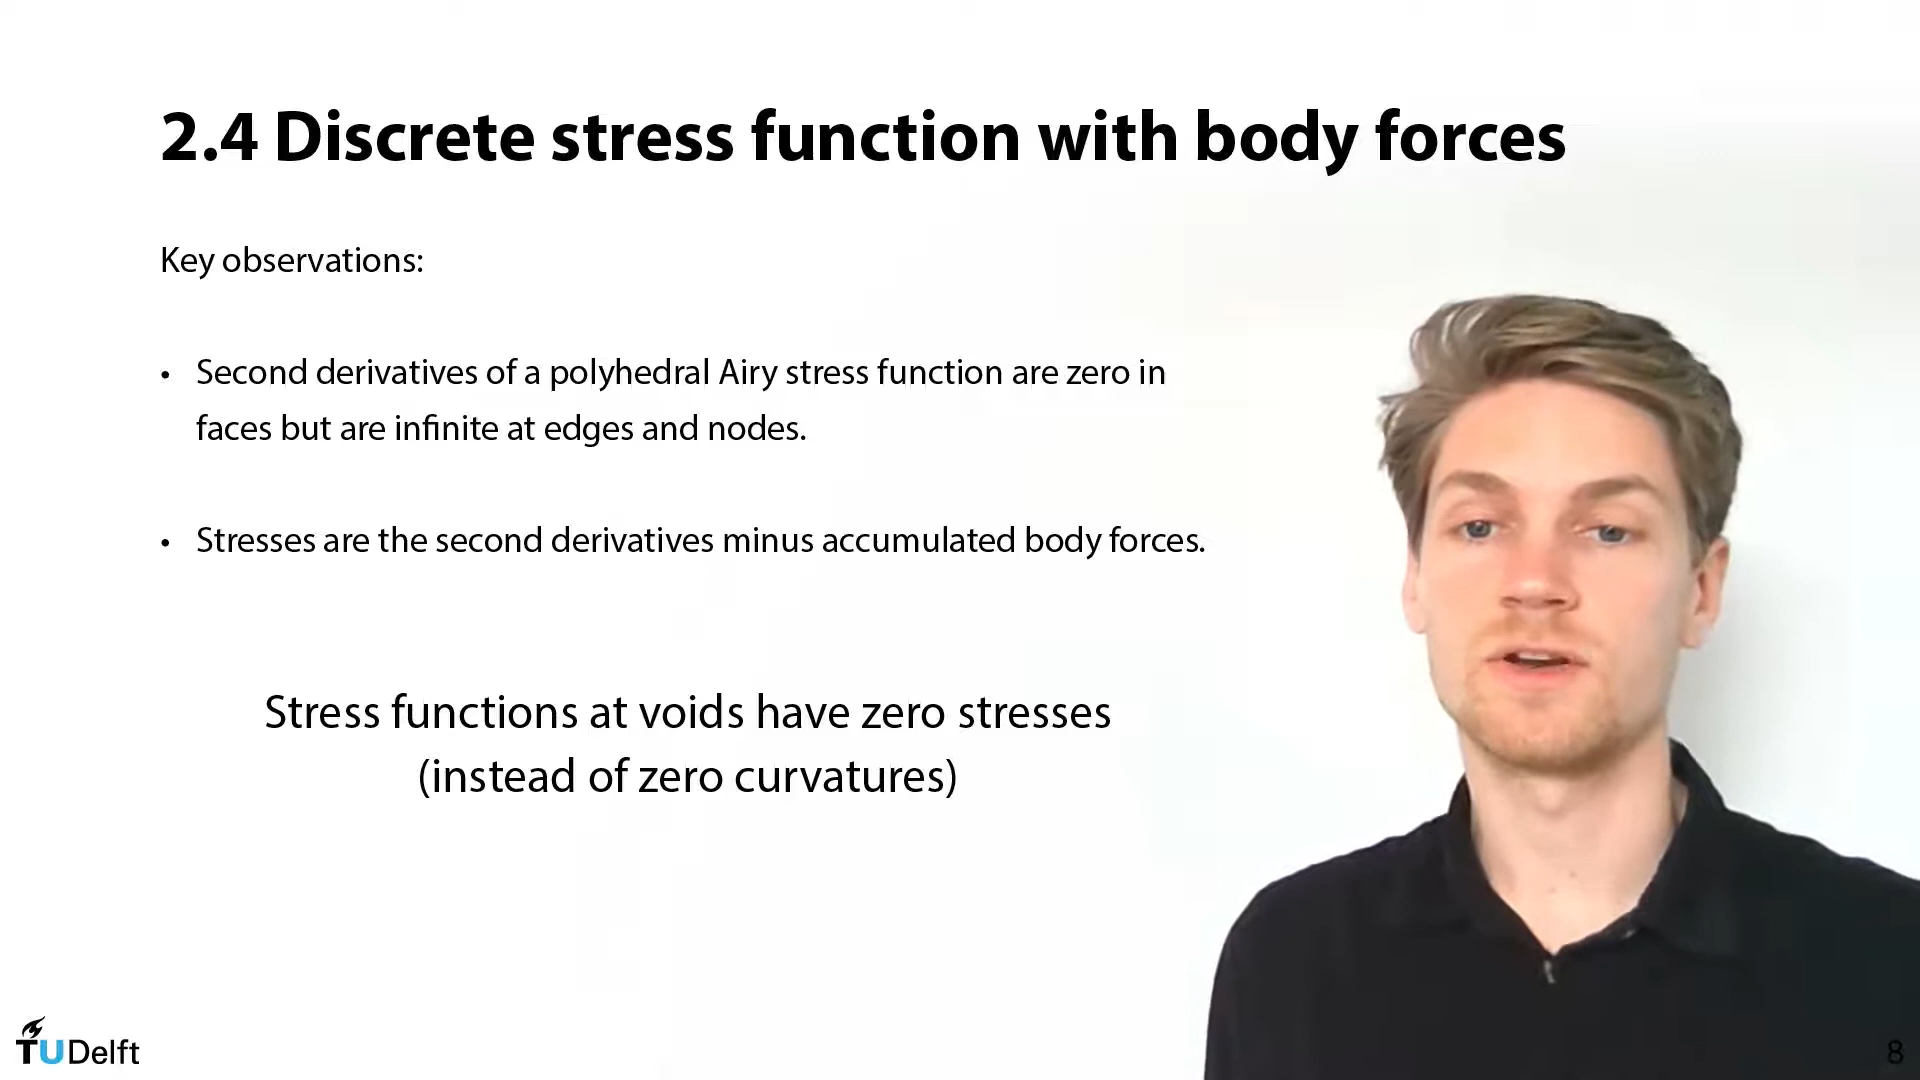 2.4 Discrete stress function with body forces
Key observations:
• Second derivatives of a polyhedral Airy stress function are zero in
faces but are infinite at edges and nodes.
• Stresses are the second derivatives minus accumulated body forces.
Stress functions at voids have zero stresses
(instead of zero curvatures)
TU Delft
8